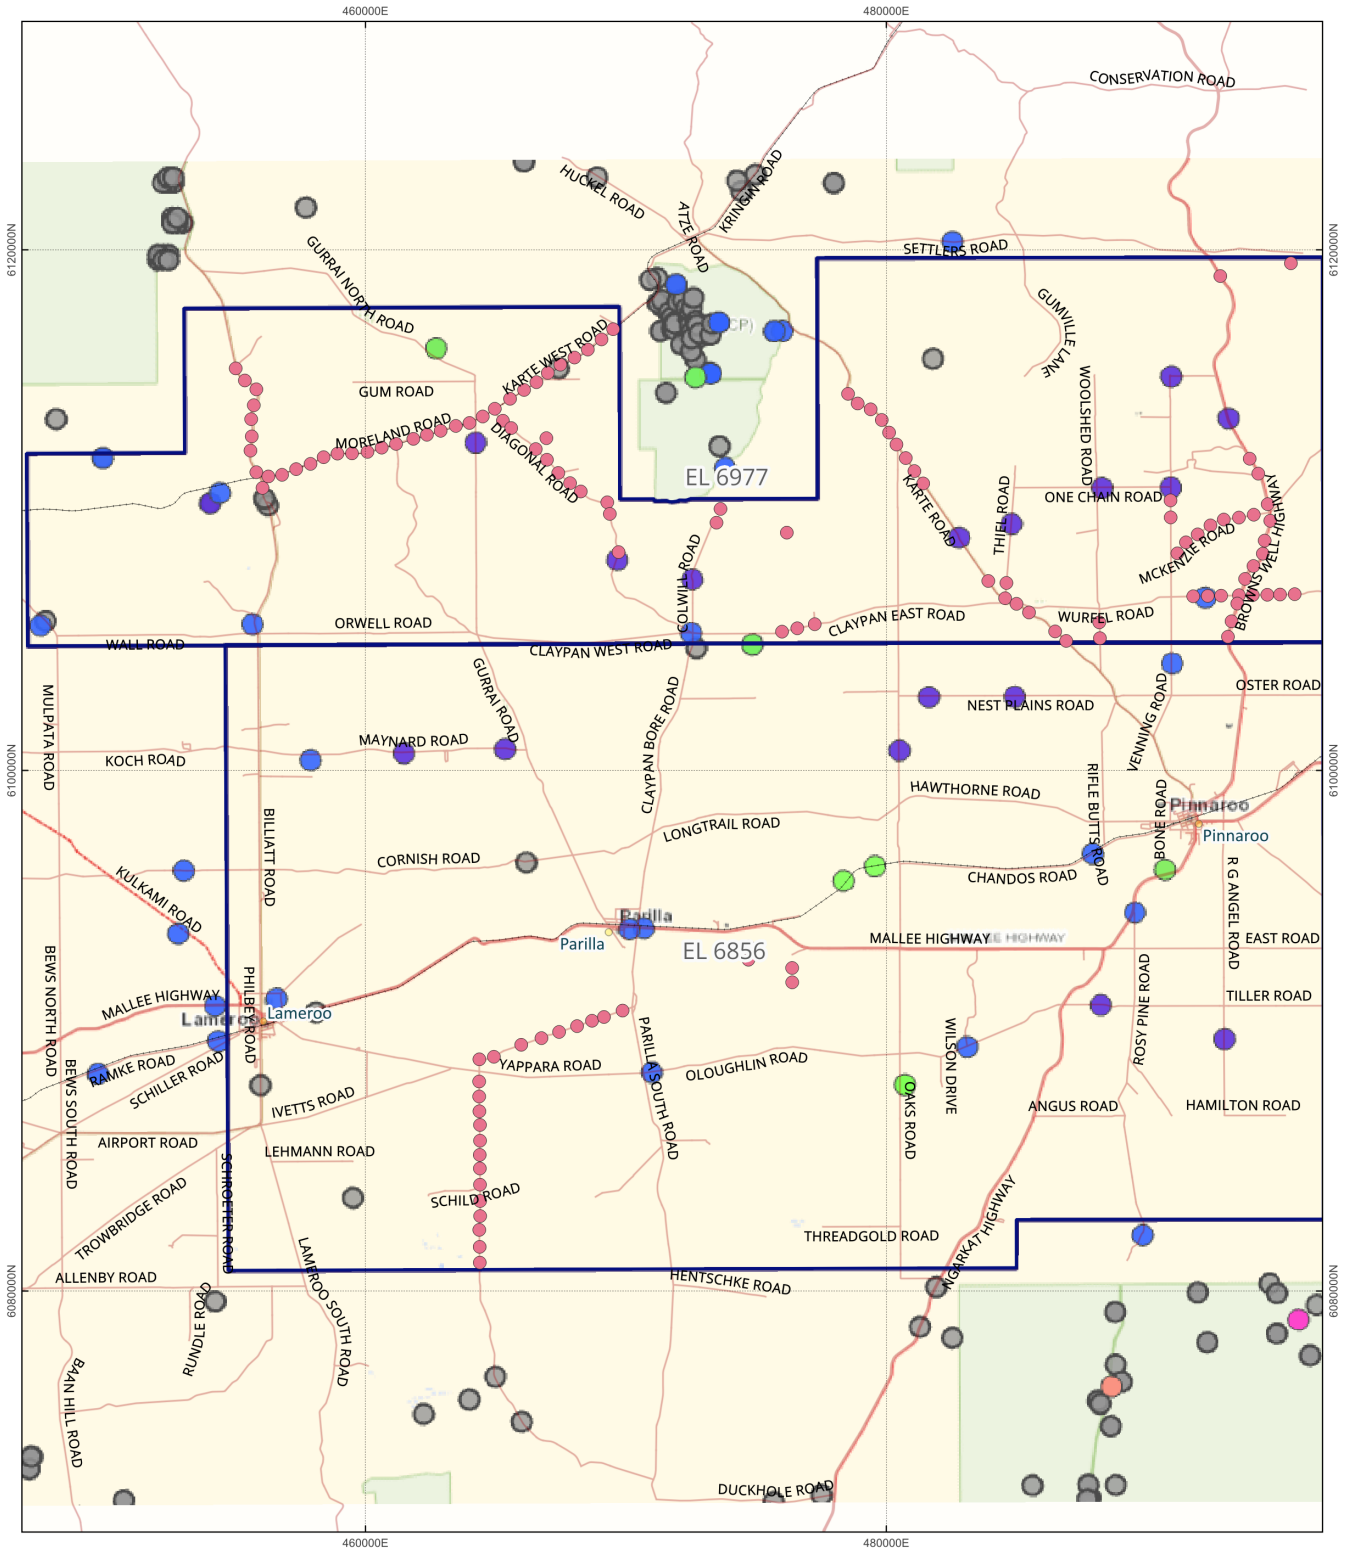 460000E
480000E
CONSERVATION ROAD
HUCKEL ROAD
KRINGIN ROAD
ATZE ROAD
6120000N
SETTLERS ROAD
6120000N
GURRAI NORTH ROAD
GUMVILLE LANE
CP)
KARTE WEST ROAD
GUM ROAD
WOOLSHED ROAD
MORELAND ROAD
DIAGONAL ROAD
EL 6977
KARTE ROAD
THIEL ROAD
ONE CHAIN ROAD
BROWNS WELL HIGHWAY
MCKENZIE ROAD
COLWILL ROAD
ORWELL ROAD
CLAYPAN EAST ROAD
WURFEL ROAD
WALL ROAD
CLAYPAN WEST ROAD
MULPATA ROAD
GURRAI ROAD
CLAYPAN BORE ROAD
VENNING ROAD
OSTER ROAD
NEST PLAINS ROAD
MAYNARD ROAD
KOCH ROAD
6100000N
6100000N
HAWTHORNE ROAD
RIFLE BUTTS ROAD
BONE ROAD
Pinnaroo
Pinnaroo
BILLIATT ROAD
LONGTRAIL ROAD
CORNISH ROAD
CHANDOS ROAD
R G ANGEL ROAD
KULKAMI ROAD
Parilla
Parilla
EL 6856
MALLEE HIGHWAY
HIGHWAY
EAST ROAD
BEWS NORTH ROAD
PHILBEY ROAD
MALLEE HIGHWAY
Lameroo
Lameroo
TILLER ROAD
ROSY PINE ROAD
WILSON DRIVE
PARILLA SOUTH ROAD
RAMKE ROAD
SCHILLER ROAD
YAPPARA ROAD
OLOUGHLIN ROAD
BEWS SOUTH ROAD
IVETTS ROAD
OAKS ROAD
ANGUS ROAD
HAMILTON ROAD
AIRPORT ROAD
LEHMANN ROAD
SCHROETER ROAD
TROWBRIDGE ROAD
SCHILD ROAD
NGARKAT HIGHWAY
THREADGOLD ROAD
LAMEROO SOUTH ROAD
ALLENBY ROAD
HENTSCHKE ROAD
6080000N
6080000N
RUNDLE ROAD
BAAN HILL ROAD
DUCKHOLE ROAD
460000E
480000E